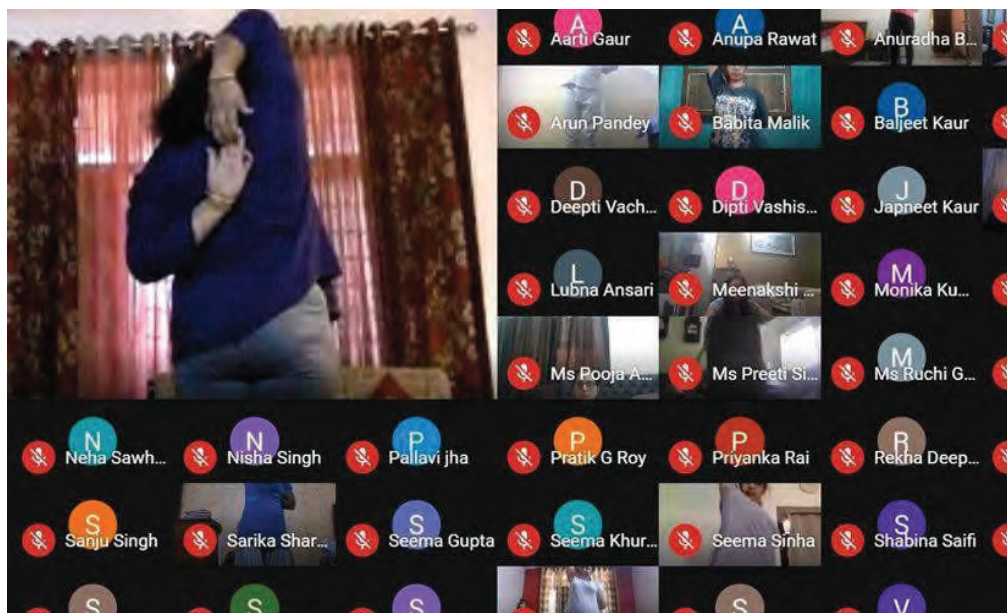 A A
Aarti Gaur Anupa Rawat Anuradha B...
B
Arun Pandey Babita Malik Baljeet Kaur
D D J
Deepti Vach... Dipti Vashis... Japneet Kaur
L M
Lubna Ansari Meenakshi ... Monika Ku...
M
Ms Pooja A... Ms Preeti Si... Ms Ruchi G...
N N P P P R
Neha Sawh... Nisha Singh Pallavi jha Pratik G Roy Priyanka Rai Rekha Deep...
S S S S
Sanju Singh Sarika Shar... Seema Gupta Seema Khur... Seema Sinha Shabina Saifi
S S S S V